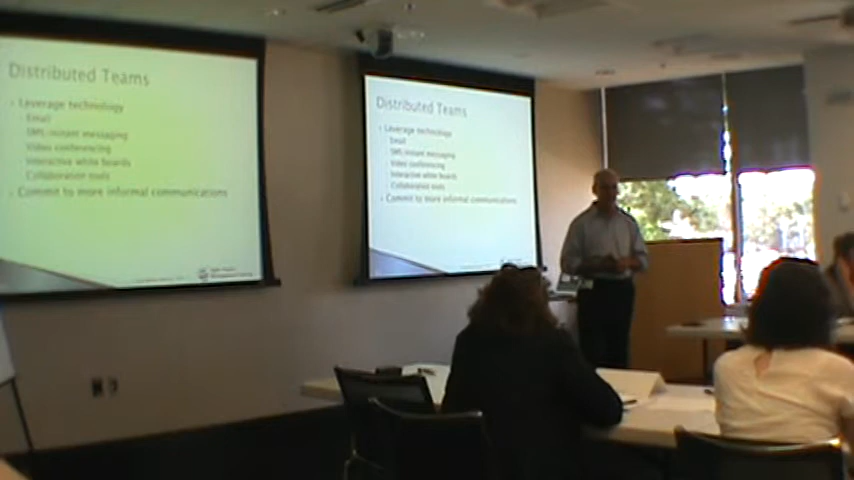 Distributed Teams
Leverage technology
Email
SMS-instant messaging
Video conferencing
Interactive white boards
Collaboration tools
Commit to more informal communications
Distributed Teams
Leverage technology
Email
SMS-instant messaging
Video conferencing
Interactive white boards
Collaboration tools
Commit to more informal communications